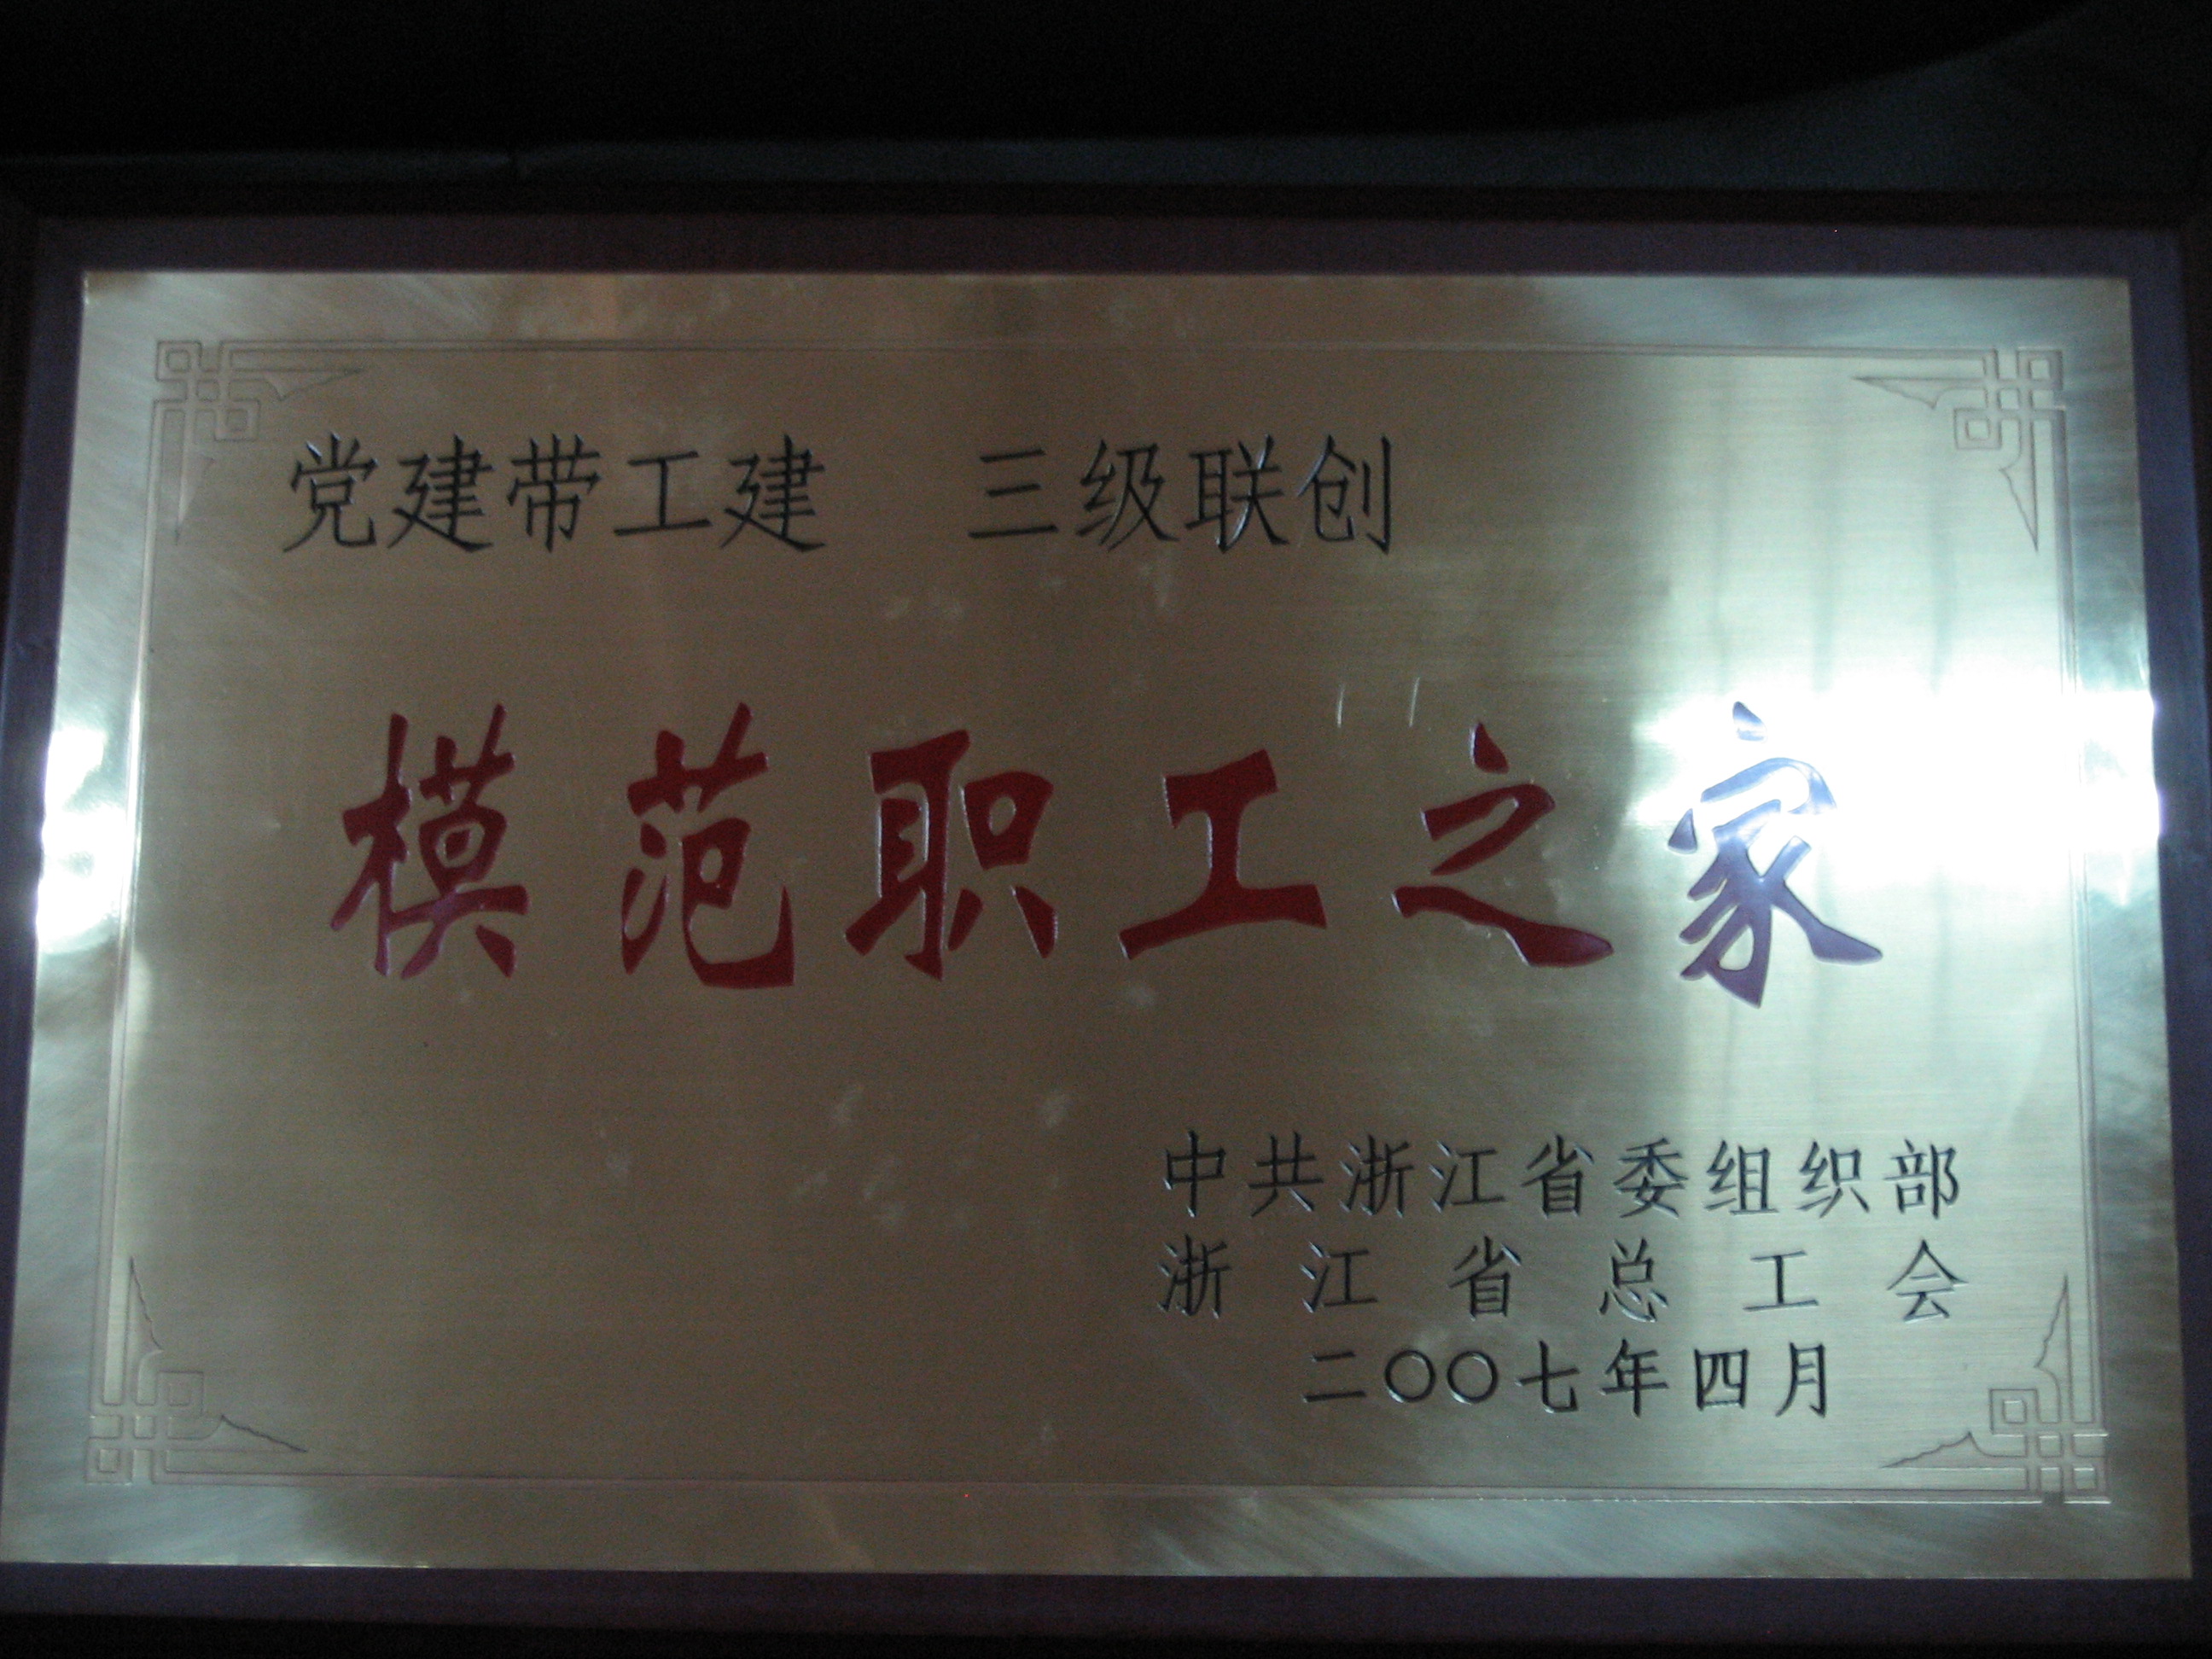 党建带工建 三级联创
模范职工之家
中共浙江省委组织部
浙江省总工会
二〇〇七年四月